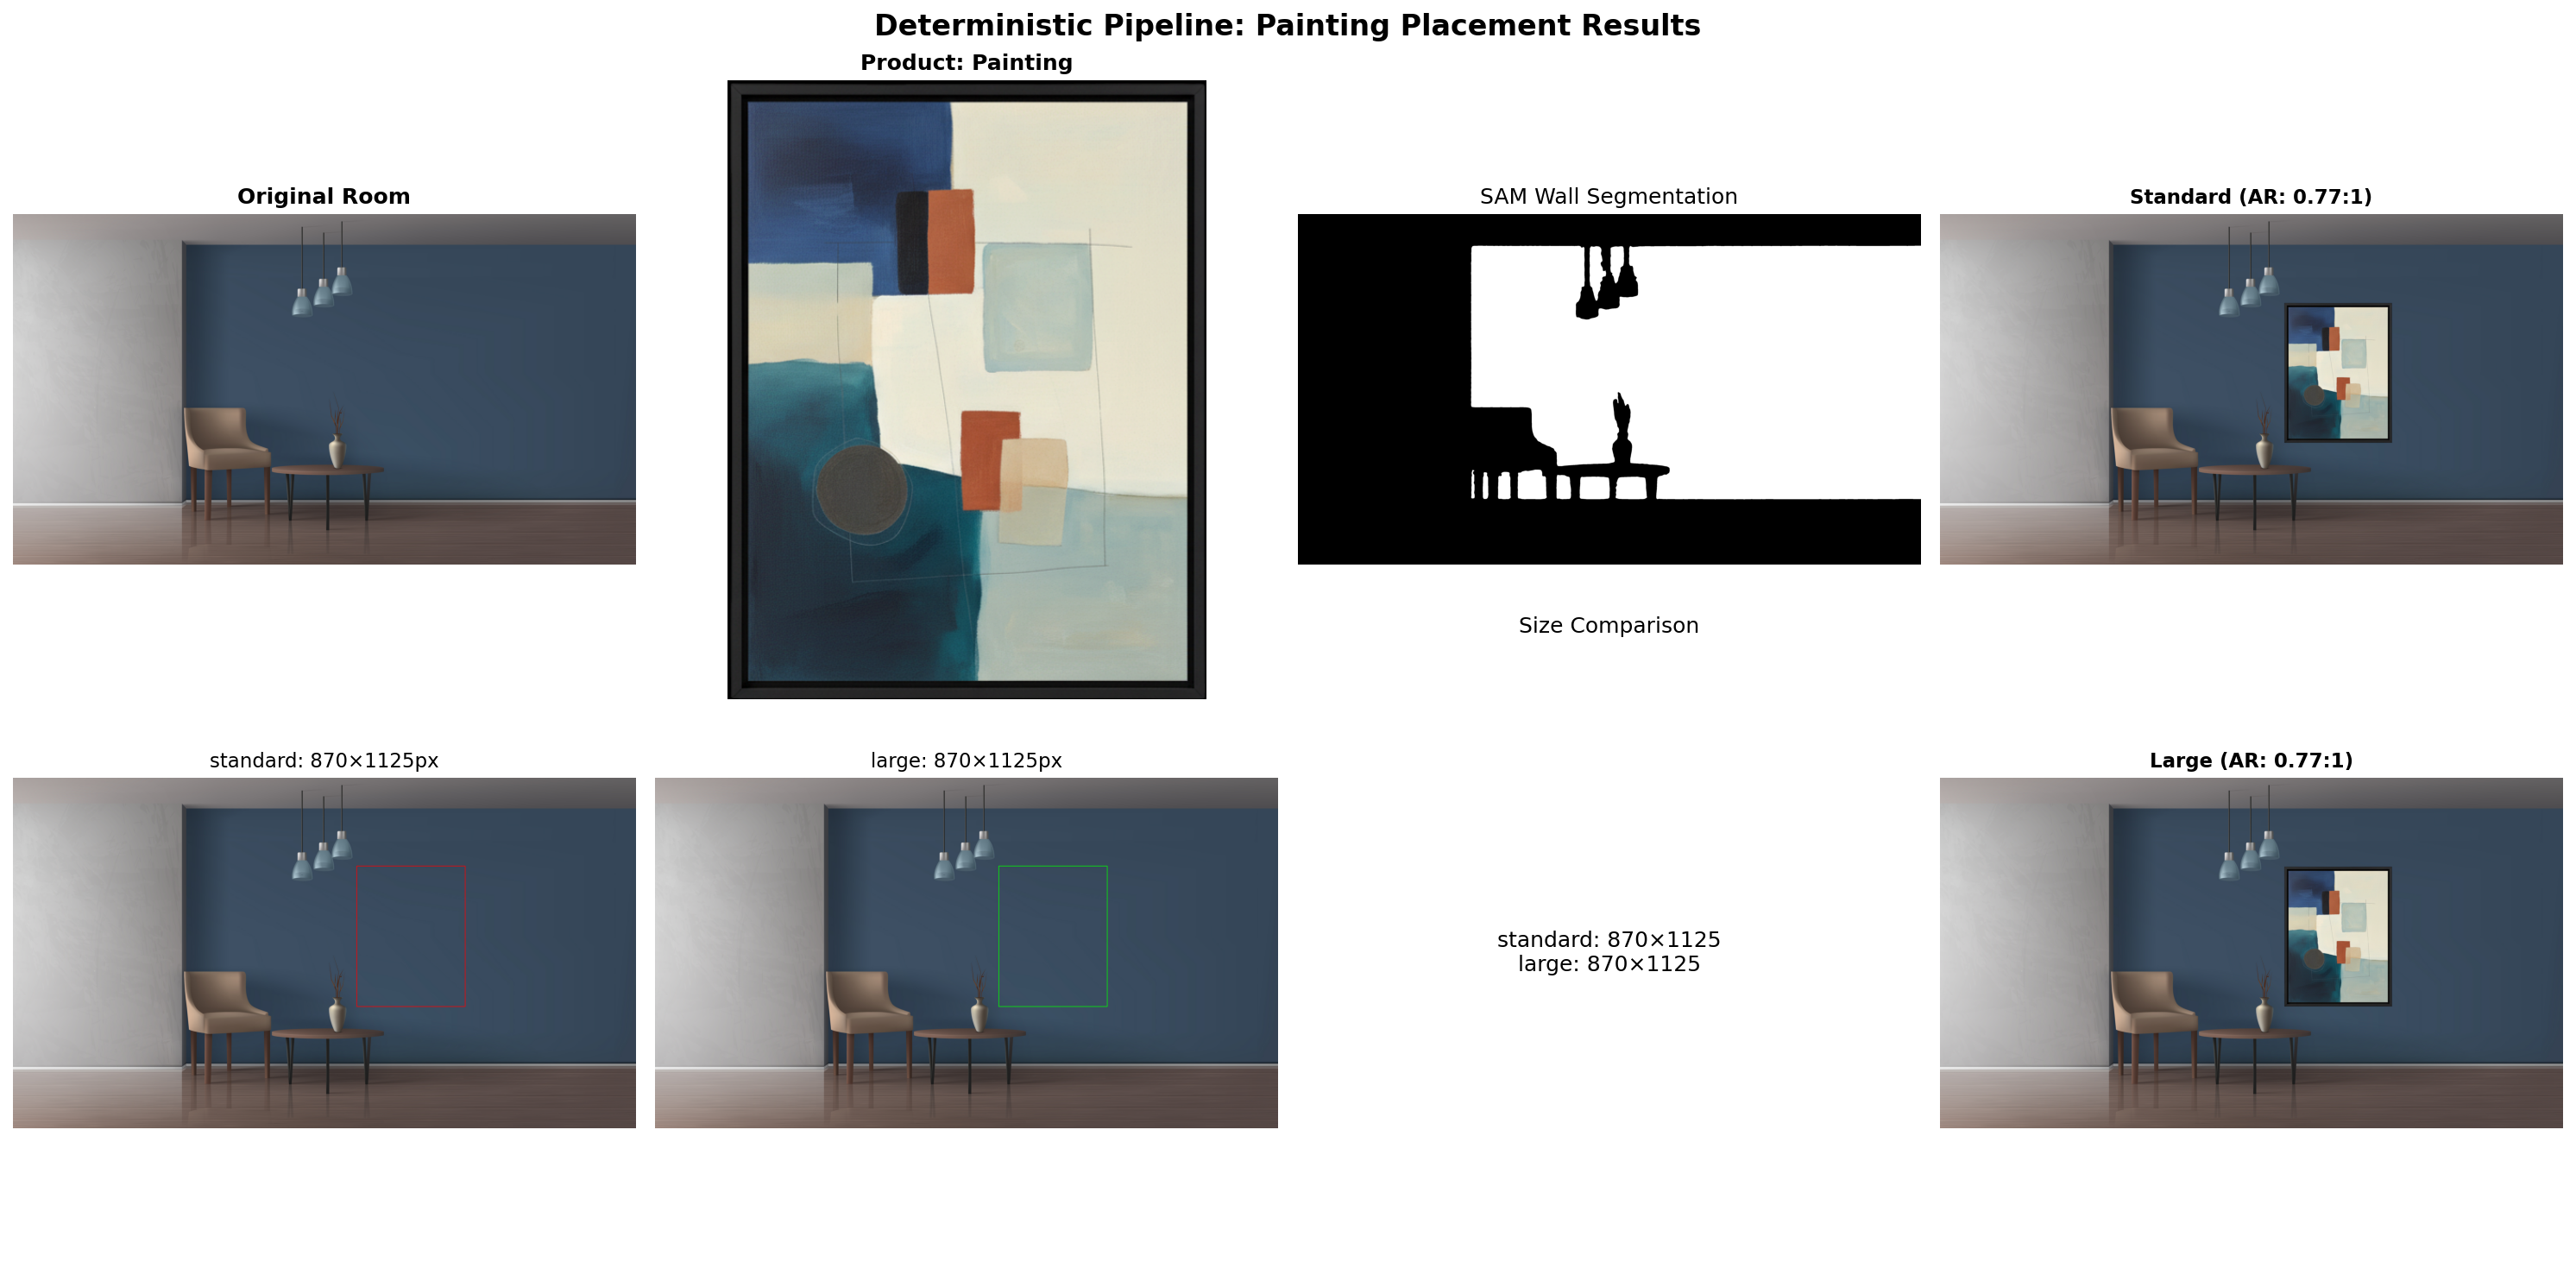 Deterministic Pipeline: Painting Placement Results
Product: Painting
Original Room
SAM Wall Segmentation
Standard (AR: 0.77:1)
Size Comparison
standard: 870×1125px
large: 870×1125px
standard: 870×1125
large: 870×1125
Large (AR: 0.77:1)